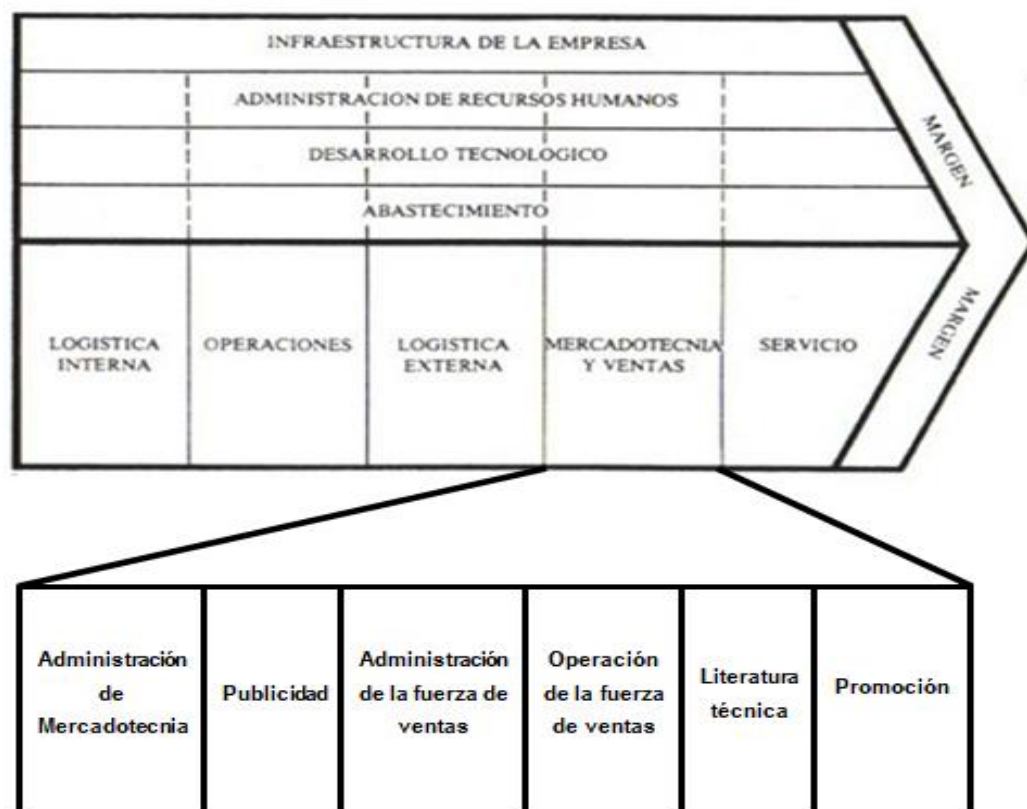 INFRAESTRUCTURA DE LA EMPRESA
ADMINISTRACION DE RECURSOS HUMANOS
DESARROLLO TECNOLOGICO
ABASTECIMIENTO
LOGISTICA
INTERNA
OPERACIONES
LOGISTICA
EXTERNA
MERCADOTECNIA
Y VENTAS
SERVICIO
MARGEN
MARGEN
Administración
de
Mercadotecnia
Publicidad
Administración
de la fuerza de
ventas
Operación
de la fuerza
de ventas
Literatura
técnica
Promoción